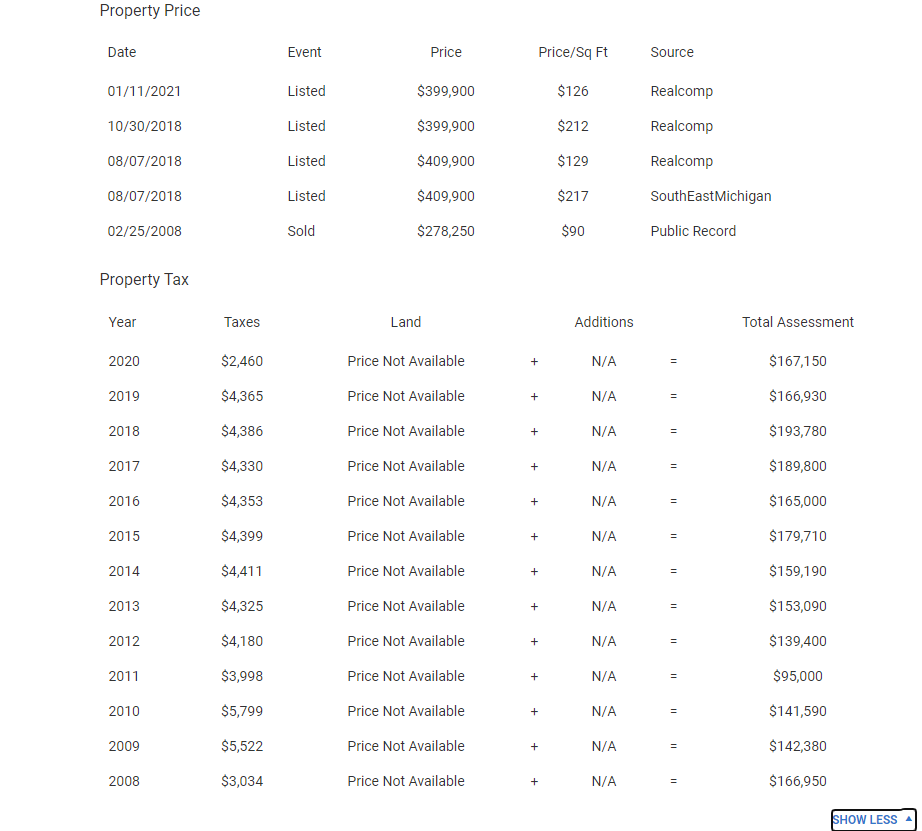 Property Price
Date Event Price Price/Sq Ft Source
01/11/2021 Listed $399,900 $126 Realcomp
10/30/2018 Listed $399,900 $212 Realcomp
08/07/2018 Listed $409,900 $129 Realcomp
08/07/2018 Listed $409,900 $217 SouthEastMichigan
02/25/2008 Sold $278,250 $90 Public Record
Property Tax
Year Taxes Land Additions Total Assessment
2020 $2,460 Price Not Available + N/A = $167,150
2019 $4,365 Price Not Available + N/A = $166,930
2018 $4,386 Price Not Available + N/A = $193,780
2017 $4,330 Price Not Available + N/A = $189,800
2016 $4,353 Price Not Available + N/A = $165,000
2015 $4,399 Price Not Available + N/A = $179,710
2014 $4,411 Price Not Available + N/A = $159,190
2013 $4,325 Price Not Available + N/A = $153,090
2012 $4,180 Price Not Available + N/A = $139,400
2011 $3,998 Price Not Available + N/A = $95,000
2010 $5,799 Price Not Available + N/A = $141,590
2009 $5,522 Price Not Available + N/A = $142,380
2008 $3,034 Price Not Available + N/A = $166,950
SHOW LESS